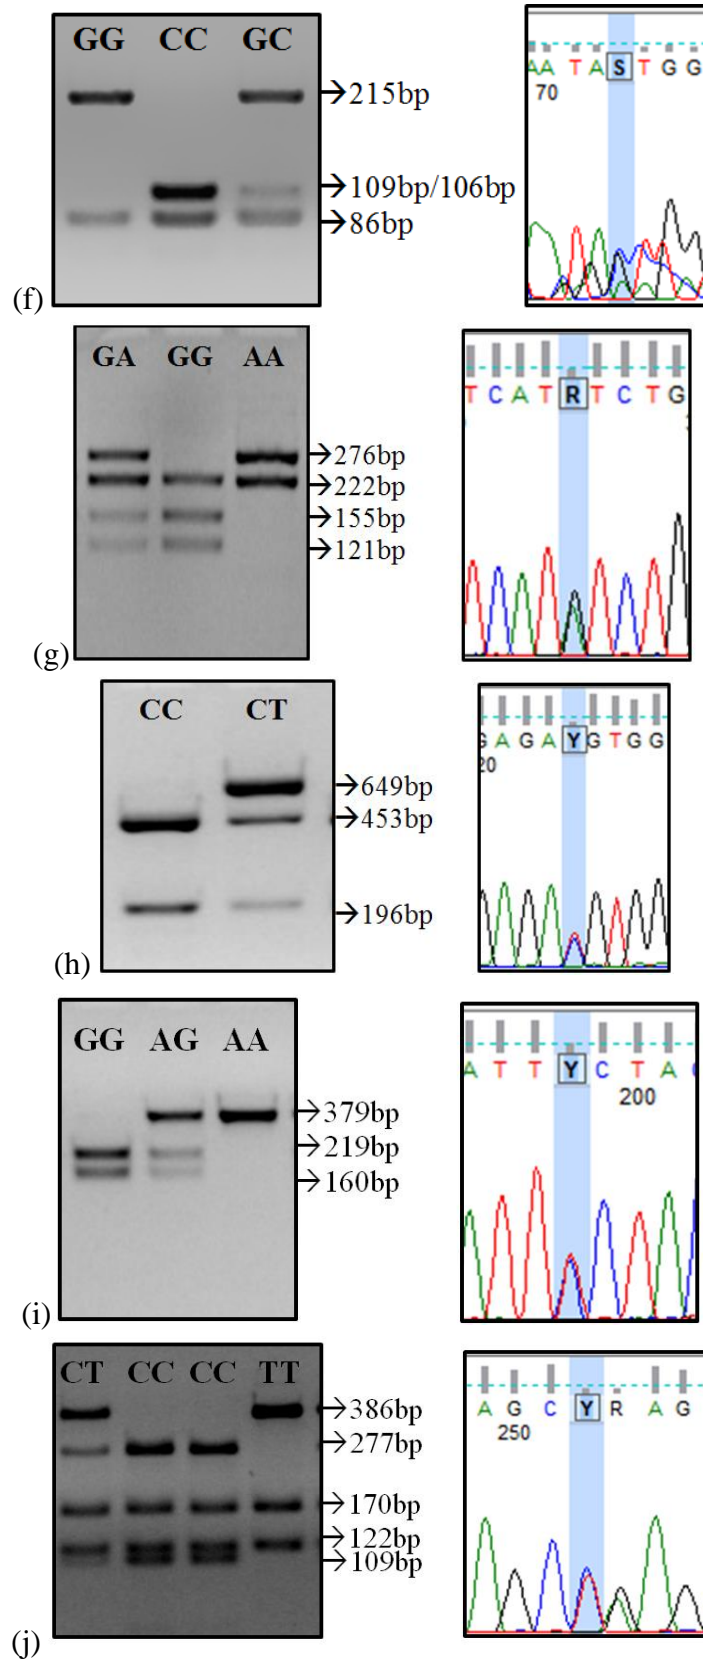 GG CC GC
→215bp
→109bp/106bp
→86bp
(f)
AA T A S T G G
70
GA GG AA
→276bp
→222bp
→155bp
→121bp
(g)
T C A T R T C T G
CC CT
→649bp
→453bp
→196bp
(h)
G A G A Y G T G G
20
GG AG AA
→379bp
→219bp
→160bp
(i)
A T T Y C T A
200
CT CC CC TT
→386bp
→277bp
→170bp
→122bp
→109bp
(j)
A G C Y R A G
250